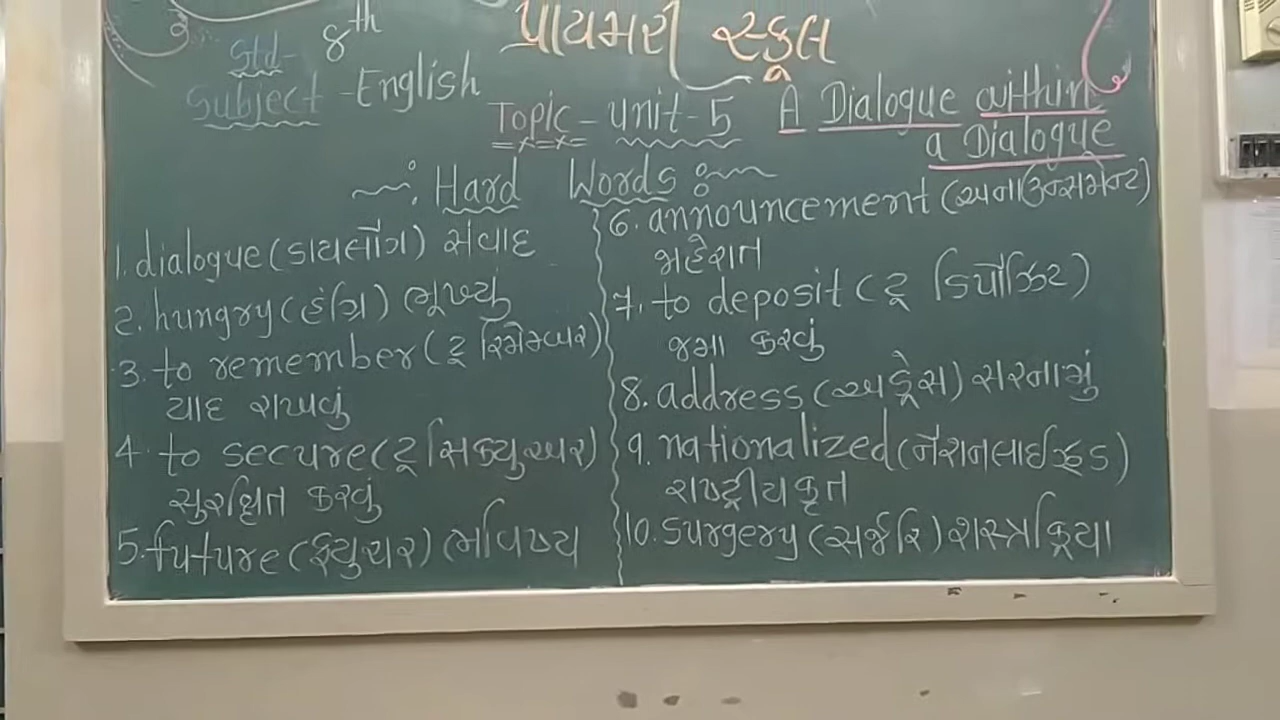 પ્રાયમરી સ્કૂલ
Std- 8th
Subject - English
Topic - unit-5 A Dialogue within
a Dialogue
Hard Words
1. dialogue (ડાયલૉગ) સંવાદ
2. hungry (હંગ્રિ) ભૂખ્યું
3. to remember (ટૂ રિમેમ્બર)
યાદ રાખવું
4. to secure (ટૂ સિક્યુઅર)
સુરક્ષિત કરવું
5. future (ફ્યુચર) ભવિષ્ય
6. announcement (અનાઉન્સમેન્ટ)
જાહેરાત
7. to deposit (ટૂ ડિપૉઝિટ)
જમા કરવું
8. address (અડ્રેસ) સરનામું
9. nationalized (નૅશનલાઈઝ્ડ)
રાષ્ટ્રીયકૃત
10. surgery (સર્જરિ) શસ્ત્રક્રિયા